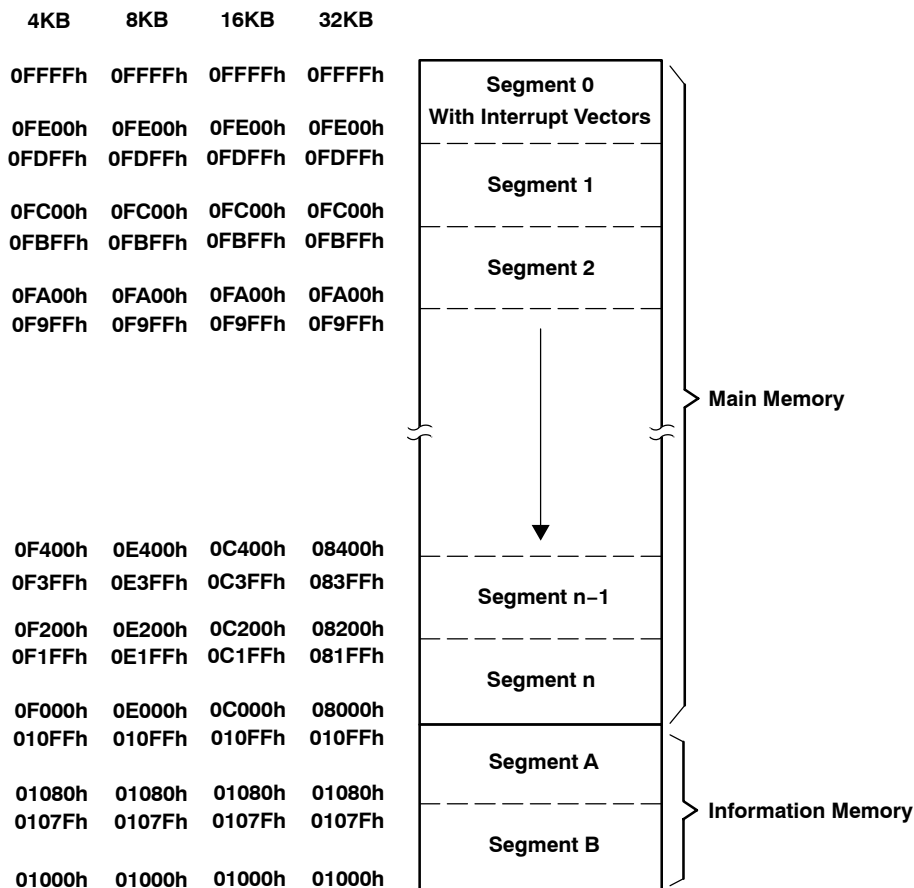 4KB 8KB 16KB 32KB
0FFFFh 0FFFFh 0FFFFh 0FFFFh
Segment 0
With Interrupt Vectors
0FE00h 0FE00h 0FE00h 0FE00h
0FDFFh 0FDFFh 0FDFFh 0FDFFh
Segment 1
0FC00h 0FC00h 0FC00h 0FC00h
0FBFFh 0FBFFh 0FBFFh 0FBFFh
Segment 2
0FA00h 0FA00h 0FA00h 0FA00h
0F9FFh 0F9FFh 0F9FFh 0F9FFh
Main Memory
0F400h 0E400h 0C400h 08400h
0F3FFh 0E3FFh 0C3FFh 083FFh
Segment n−1
0F200h 0E200h 0C200h 08200h
0F1FFh 0E1FFh 0C1FFh 081FFh
Segment n
0F000h 0E000h 0C000h 08000h
010FFh 010FFh 010FFh 010FFh
Segment A
01080h 01080h 01080h 01080h
0107Fh 0107Fh 0107Fh 0107Fh
Information Memory
Segment B
01000h 01000h 01000h 01000h